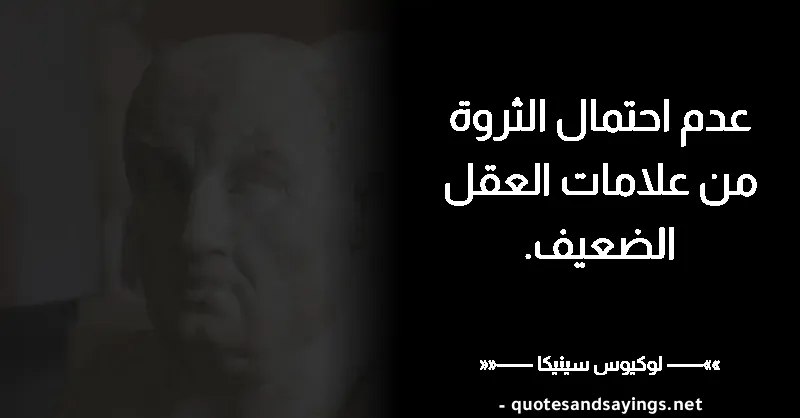 عدم احتمال الثروة
من علامات العقل
الضعيف.
»»―― لوكيوس سينيكا ――««
- quotesandsayings.net